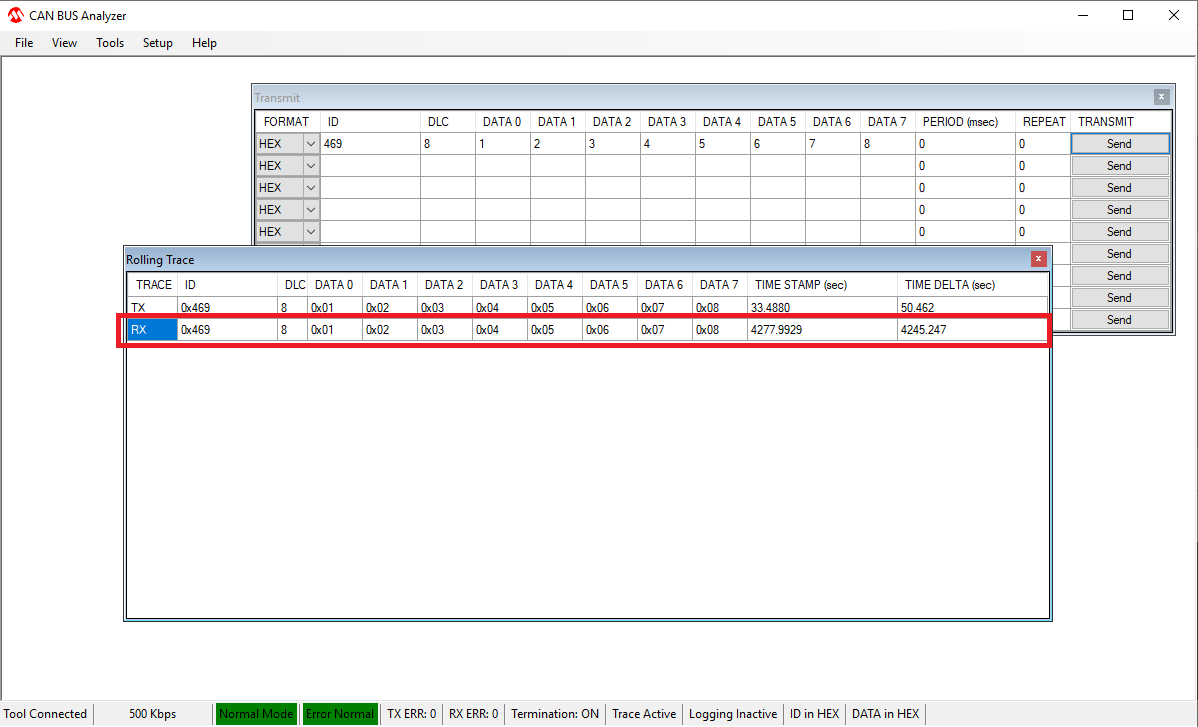 CAN BUS Analyzer
File View Tools Setup Help
Transmit
FORMAT ID DLC DATA 0 DATA 1 DATA 2 DATA 3 DATA 4 DATA 5 DATA 6 DATA 7 PERIOD (msec) REPEAT TRANSMIT
HEX 469 8 1 2 3 4 5 6 7 8 0 0 Send
HEX 0 0 Send
HEX 0 0 Send
HEX 0 0 Send
HEX 0 0 Send
Send
Send
Send
Send
Rolling Trace
TRACE ID DLC DATA 0 DATA 1 DATA 2 DATA 3 DATA 4 DATA 5 DATA 6 DATA 7 TIME STAMP (sec) TIME DELTA (sec)
TX 0x469 8 0x01 0x02 0x03 0x04 0x05 0x06 0x07 0x08 33.4880 50.462
RX 0x469 8 0x01 0x02 0x03 0x04 0x05 0x06 0x07 0x08 4277.9929 4245.247
Tool Connected 500 Kbps Normal Mode Error Normal TX ERR: 0 RX ERR: 0 Termination: ON Trace Active Logging Inactive ID in HEX DATA in HEX